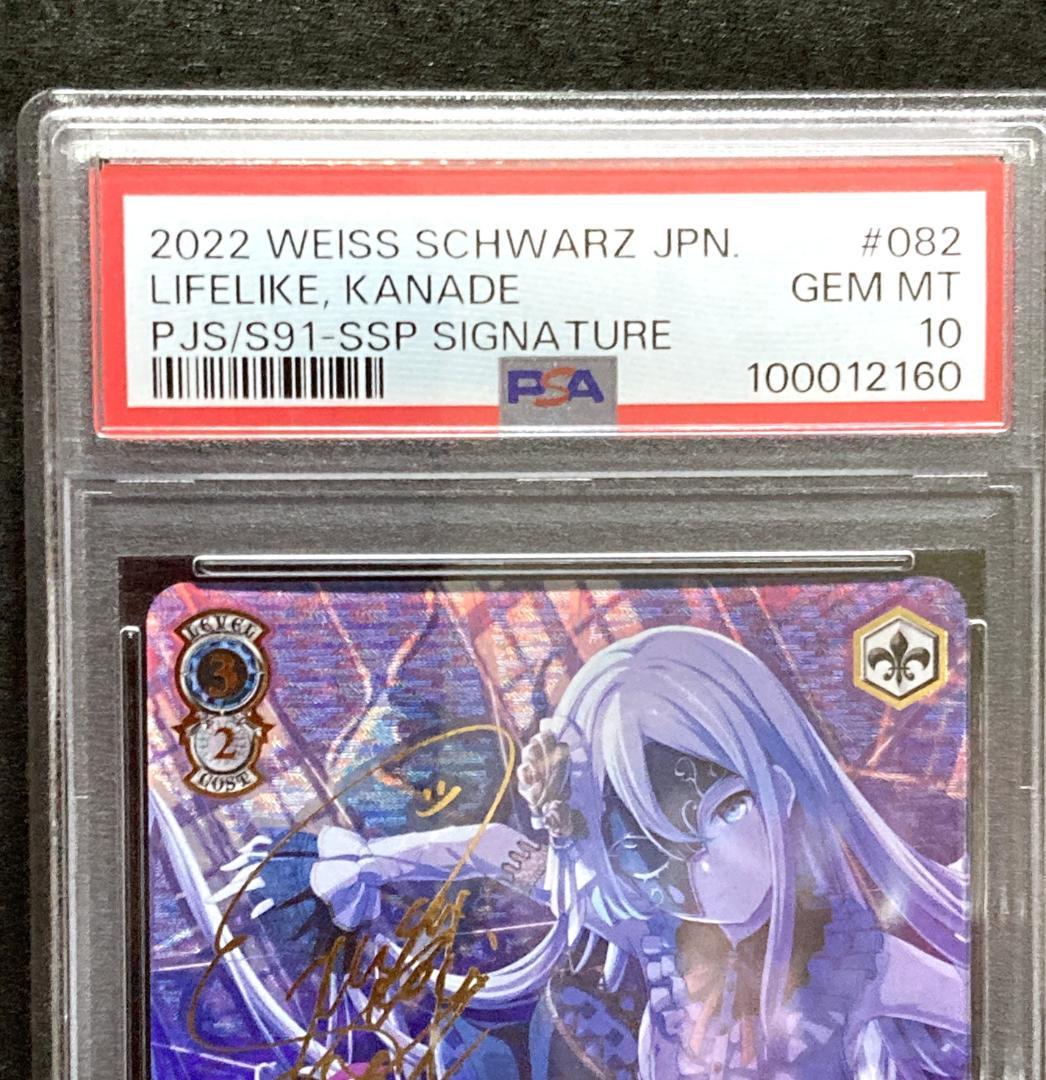 2022 WEISS SCHWARZ JPN. #082
LIFELIKE, KANADE GEM MT
PJS/S91-SSP SIGNATURE 10
PSA 100012160
LEVEL
3
2
COST